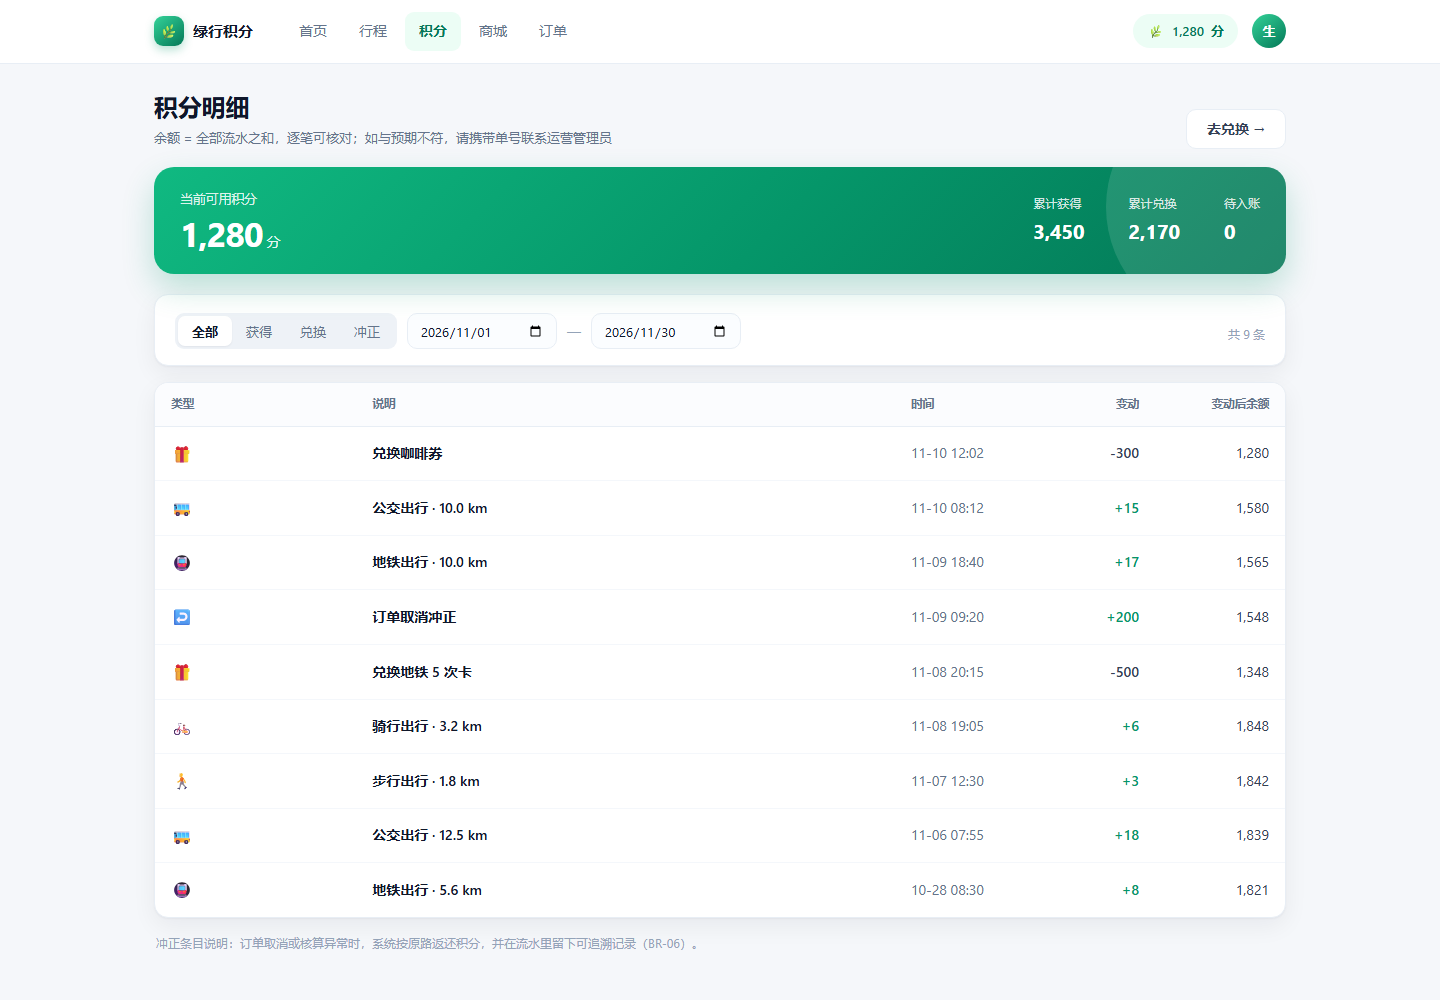 绿行积分 首页 行程 积分 商城 订单 1,280 分 生
积分明细
余额 = 全部流水之和，逐笔可核对；如与预期不符，请携带单号联系运营管理员
去兑换 →
当前可用积分
1,280 分
累计获得 累计兑换 待入账
3,450 2,170 0
全部 获得 兑换 冲正 2026/11/01 — 2026/11/30 共 9 条
类型 说明 时间 变动 变动后余额
兑换咖啡券 11-10 12:02 -300 1,280
公交出行 · 10.0 km 11-10 08:12 +15 1,580
地铁出行 · 10.0 km 11-09 18:40 +17 1,565
订单取消冲正 11-09 09:20 +200 1,548
兑换地铁 5 次卡 11-08 20:15 -500 1,348
骑行出行 · 3.2 km 11-08 19:05 +6 1,848
步行出行 · 1.8 km 11-07 12:30 +3 1,842
公交出行 · 12.5 km 11-06 07:55 +18 1,839
地铁出行 · 5.6 km 10-28 08:30 +8 1,821
冲正条目说明：订单取消或核算异常时，系统按原路返还积分，并在流水里留下可追溯记录（BR-06）。